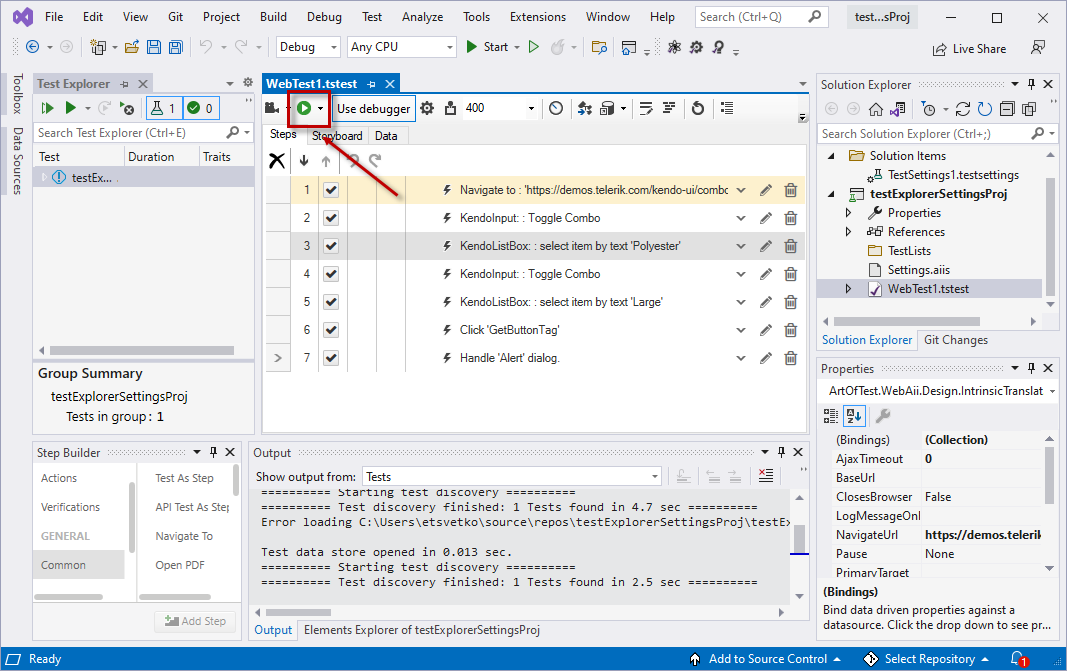 File Edit View Git Project Build Debug Test Analyze Tools Extensions Window Help Search (Ctrl+Q) test...sProj
Debug Any CPU Start Live Share
Toolbox
Data Sources
Test Explorer
1 0
Search Test Explorer (Ctrl+E)
Test Duration Traits
testEx...
Group Summary
testExplorerSettingsProj
Tests in group: 1
WebTest1.tstest
Use debugger 400
Steps Storyboard Data
1 Navigate to : 'https://demos.telerik.com/kendo-ui/combo
2 KendoInput: : Toggle Combo
3 KendoListBox: : select item by text 'Polyester'
4 KendoInput: : Toggle Combo
5 KendoListBox: : select item by text 'Large'
6 Click 'GetButtonTag'
7 Handle 'Alert' dialog.
Solution Explorer
Search Solution Explorer (Ctrl+;)
Solution Items
TestSettings1.testsettings
testExplorerSettingsProj
Properties
References
TestLists
Settings.aiis
WebTest1.tstest
Solution Explorer Git Changes
Step Builder
Actions
Verifications
GENERAL
Common
Test As Step
API Test As Step
Navigate To
Open PDF
Add Step
Output
Show output from: Tests
========== Starting test discovery ==========
========== Test discovery finished: 1 Tests found in 4.7 sec ==========
Error loading C:\Users\etsvetko\source\repos\testExplorerSettingsProj\testEx
Test data store opened in 0.013 sec.
========== Starting test discovery ==========
========== Test discovery finished: 1 Tests found in 2.5 sec ==========
Output Elements Explorer of testExplorerSettingsProj
Properties
ArtOfTest.WebAii.Design.IntrinsicTranslat
(Bindings) (Collection)
AjaxTimeout 0
BaseUrl
ClosesBrowser False
LogMessageOnl
NavigateUrl https://demos.telerik
Pause None
PrimaryTarget
(Bindings)
Bind data driven properties against a
datasource. Click the drop down to see pr...
Ready Add to Source Control Select Repository 1